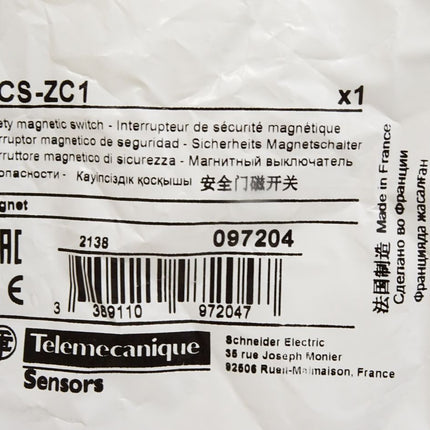 CS-ZC1 x1
ety magnetic switch - Interrupteur de sécurité magnétique
rruptor magnetico de seguridad - Sicherheits Magnetschalter
rruttore magnetico di sicurezza - Магнитный выключатель
опасности - Қауіпсіздік қосқышы 安全门磁开关
gnet
2138 097204
EAC
CE
3 389110 972047
Telemecanique
Sensors
Schneider Electric
35 rue Joseph Monier
92506 Rueil-Malmaison, France
法国制造 Made in France
Сделано во Франции
Францияда жасалған